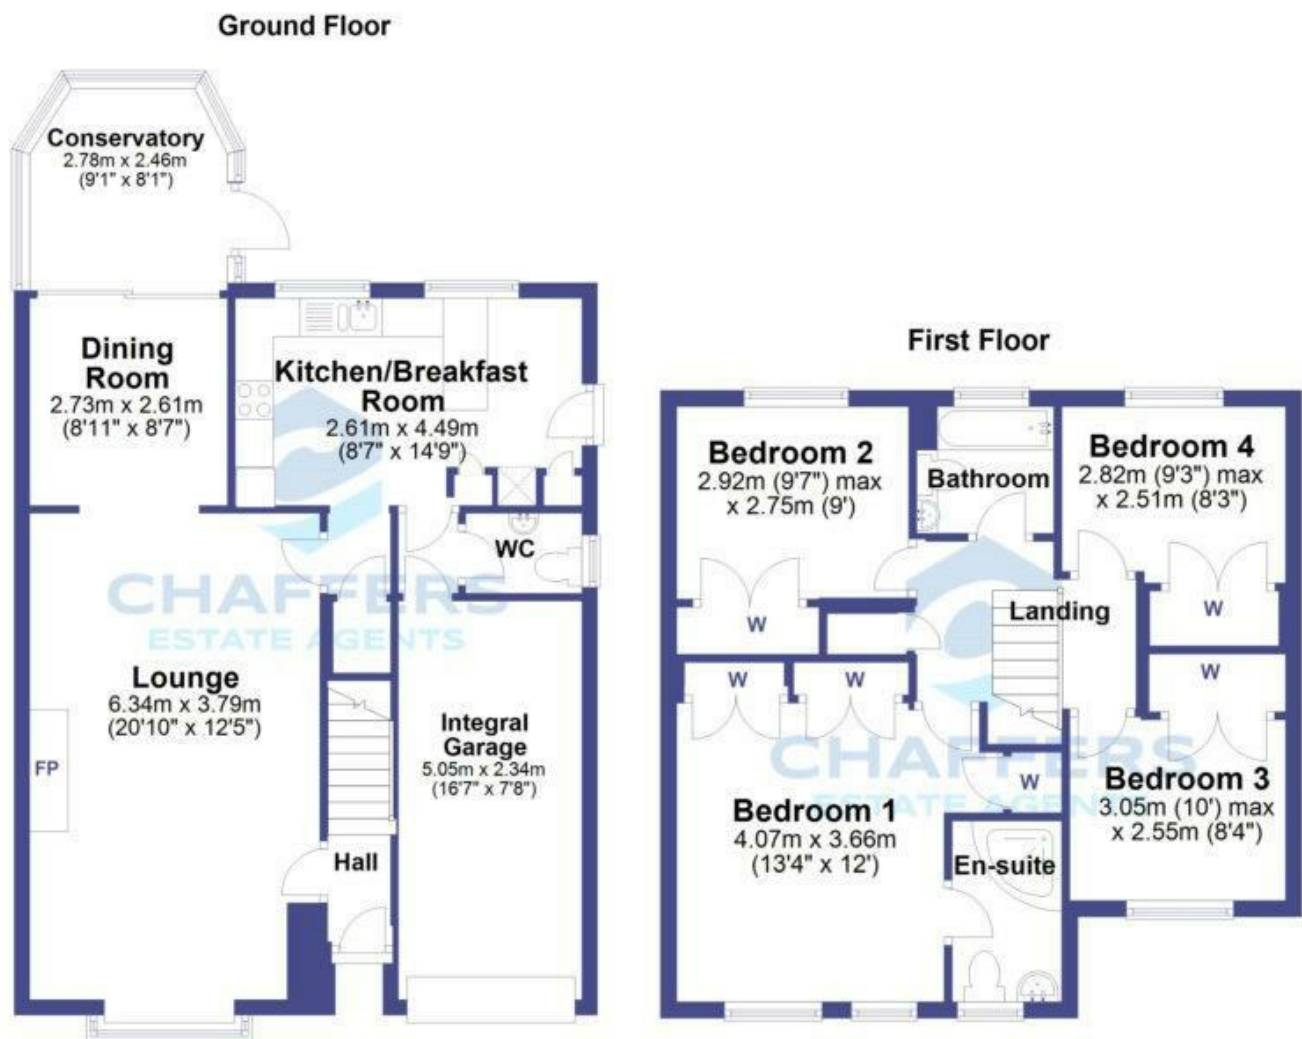 Ground Floor
Conservatory
2.78m x 2.46m
(9'1" x 8'1")
Dining
Room
2.73m x 2.61m
(8'11" x 8'7")
Kitchen/Breakfast
Room
2.61m x 4.49m
(8'7" x 14'9")
WC
CHAFFERS
ESTATE AGENTS
Lounge
6.34m x 3.79m
(20'10" x 12'5")
FP
Integral
Garage
5.05m x 2.34m
(16'7" x 7'8")
Hall
First Floor
Bedroom 2
2.92m (9'7") max
x 2.75m (9')
Bathroom
Bedroom 4
2.82m (9'3") max
x 2.51m (8'3")
W
Landing
W
W
W
W
CHAFFERS
ESTATE AGENTS
W
Bedroom 3
3.05m (10') max
x 2.55m (8'4")
Bedroom 1
4.07m x 3.66m
(13'4" x 12')
En-suite